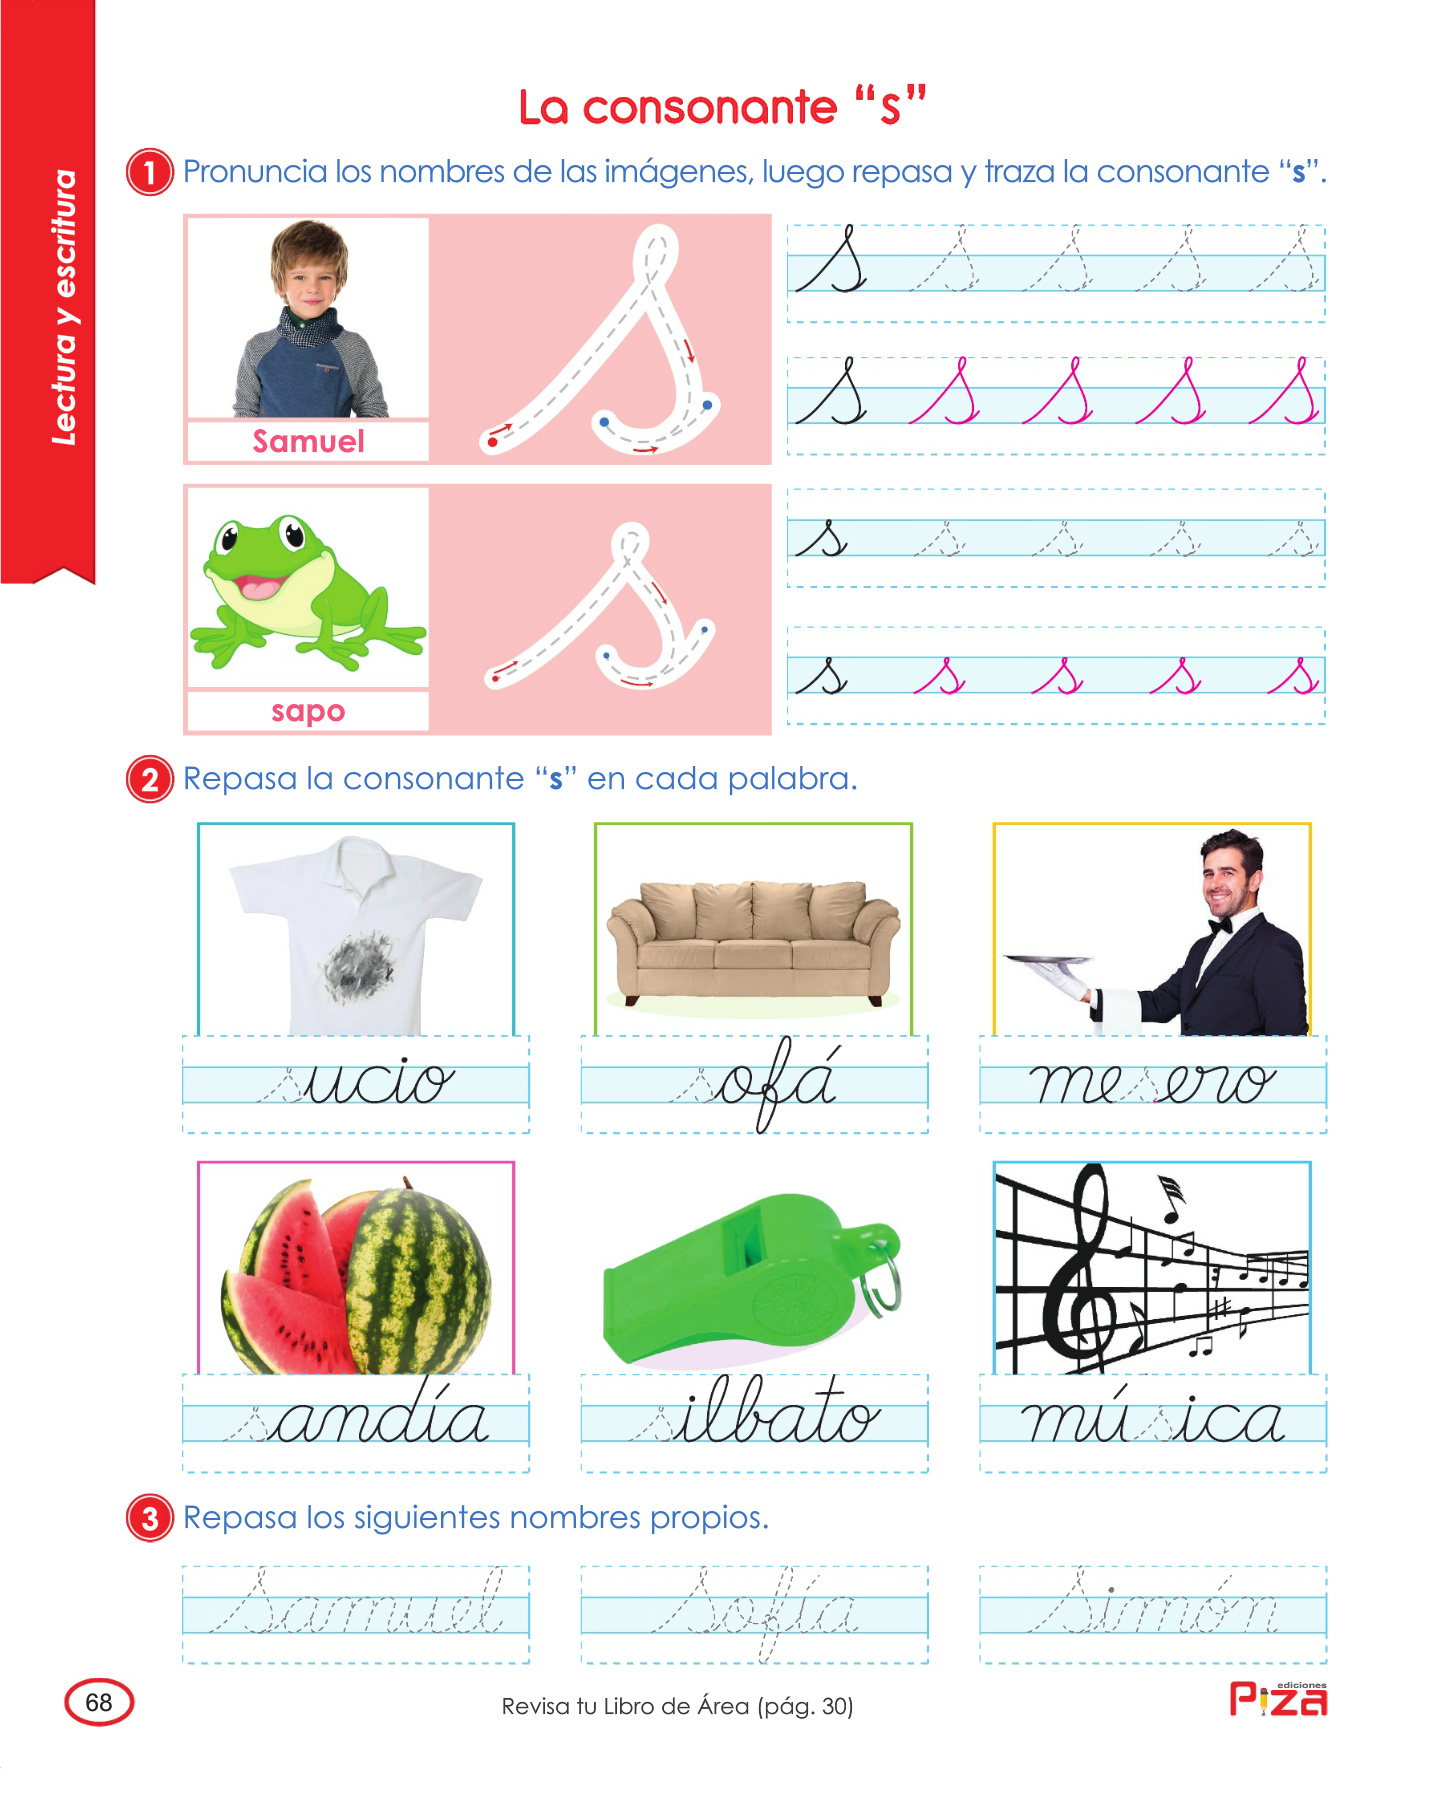 Lectura y escritura
La consonante “s”
1 Pronuncia los nombres de las imágenes, luego repasa y traza la consonante “s”.
s s s s s
Samuel
s s s s s
s s s s s
sapo
s s s s s
2 Repasa la consonante “s” en cada palabra.
sucio sofá mesero
sandía silbato música
3 Repasa los siguientes nombres propios.
Samuel Sofía Simón
68
Revisa tu Libro de Área (pág. 30)
ediciones
Piza